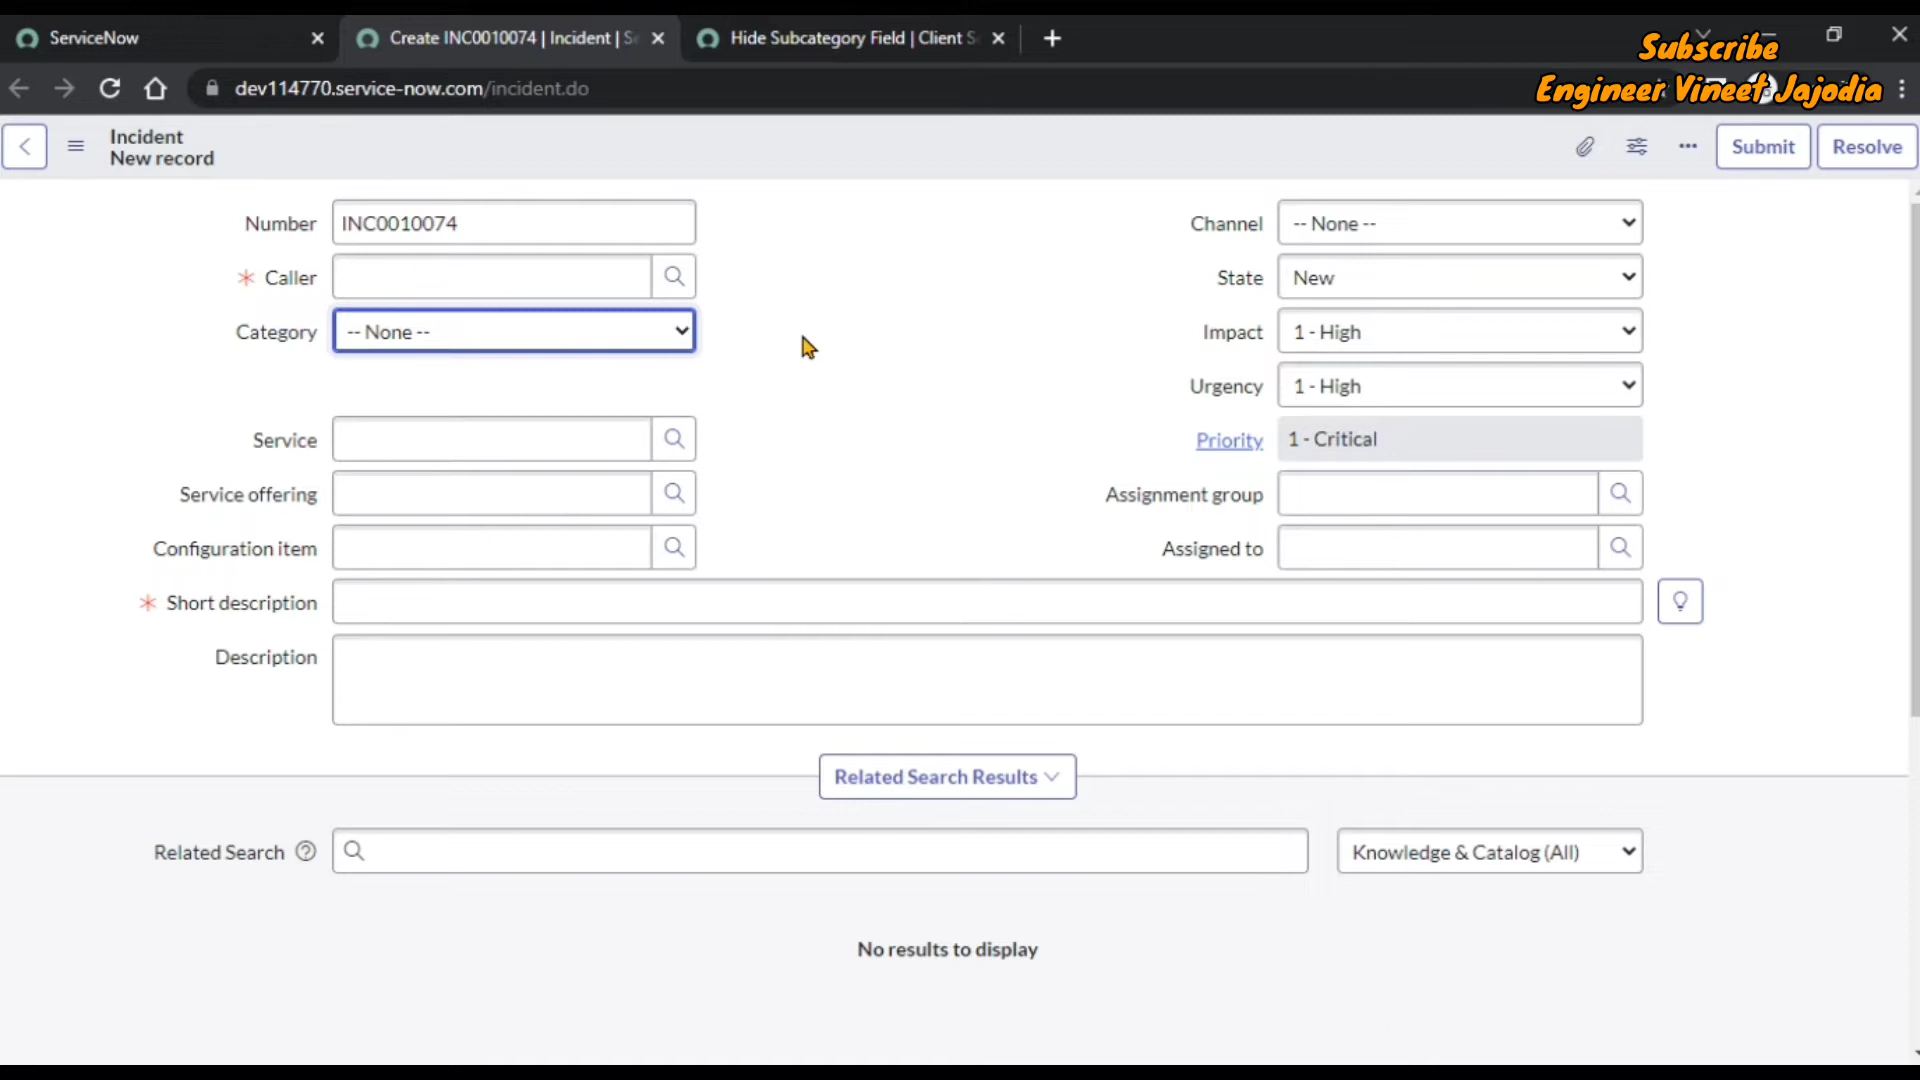 ServiceNow
Create INC0010074 | Incident | S
Hide Subcategory Field | Client S
Subscribe
dev114770.service-now.com/incident.do
Engineer Vineet Jajodia
Incident
New record
Submit
Resolve
Number
INC0010074
Channel
-- None --
* Caller
State
New
Category
-- None --
Impact
1 - High
Urgency
1 - High
Service
Priority
1 - Critical
Service offering
Assignment group
Configuration item
Assigned to
* Short description
Description
Related Search Results
Related Search
Knowledge & Catalog (All)
No results to display